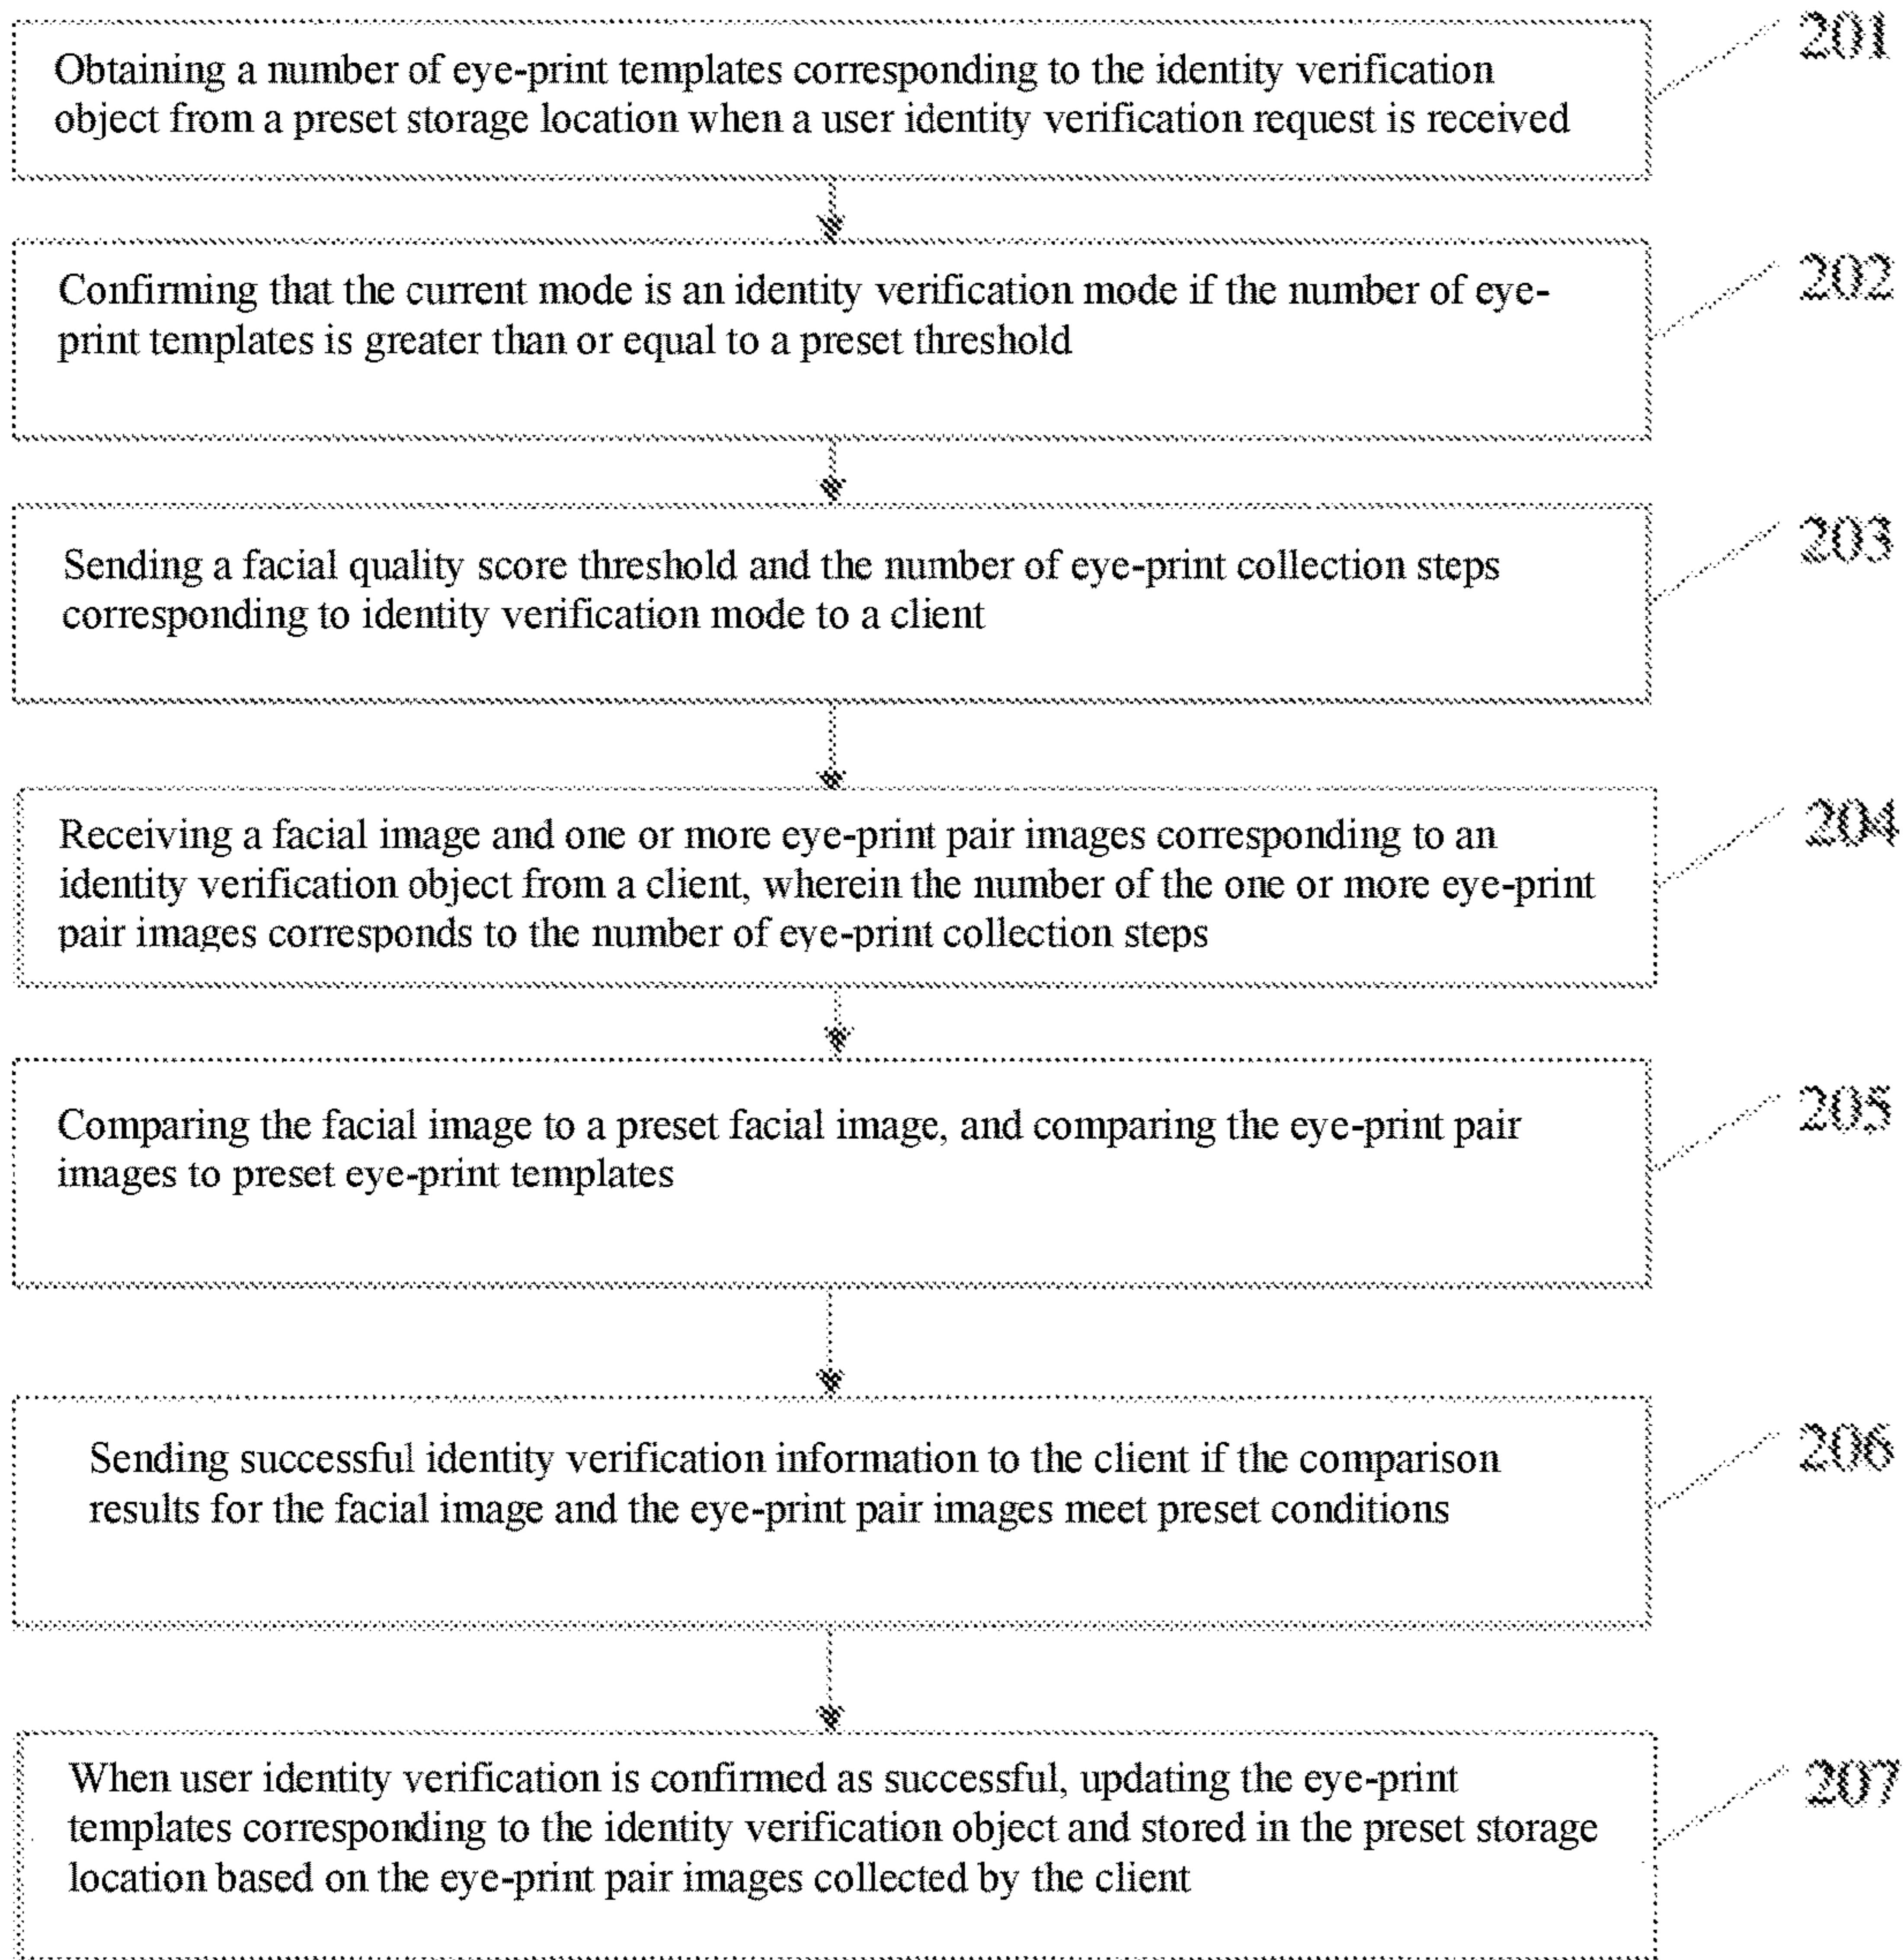 201
Obtaining a number of eye-print templates corresponding to the identity verification
object from a preset storage location when a user identity verification request is received
202
Confirming that the current mode is an identity verification mode if the number of eye-
print templates is greater than or equal to a preset threshold
203
Sending a facial quality score threshold and the number of eye-print collection steps
corresponding to identity verification mode to a client
204
Receiving a facial image and one or more eye-print pair images corresponding to an
identity verification object from a client, wherein the number of the one or more eye-print
pair images corresponds to the number of eye-print collection steps
205
Comparing the facial image to a preset facial image, and comparing the eye-print pair
images to preset eye-print templates
206
Sending successful identity verification information to the client if the comparison
results for the facial image and the eye-print pair images meet preset conditions
207
When user identity verification is confirmed as successful, updating the eye-print
templates corresponding to the identity verification object and stored in the preset storage
location based on the eye-print pair images collected by the client